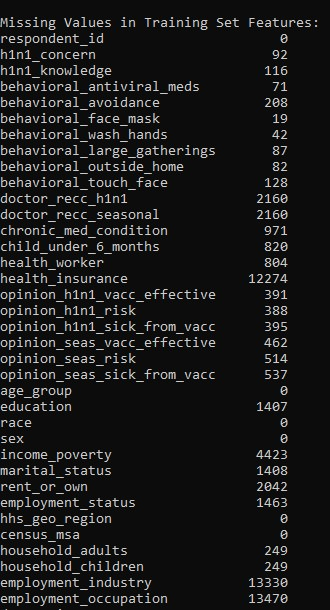 Missing Values in Training Set Features:
respondent_id 0
h1n1_concern 92
h1n1_knowledge 116
behavioral_antiviral_meds 71
behavioral_avoidance 208
behavioral_face_mask 19
behavioral_wash_hands 42
behavioral_large_gatherings 87
behavioral_outside_home 82
behavioral_touch_face 128
doctor_recc_h1n1 2160
doctor_recc_seasonal 2160
chronic_med_condition 971
child_under_6_months 820
health_worker 804
health_insurance 12274
opinion_h1n1_vacc_effective 391
opinion_h1n1_risk 388
opinion_h1n1_sick_from_vacc 395
opinion_seas_vacc_effective 462
opinion_seas_risk 514
opinion_seas_sick_from_vacc 537
age_group 0
education 1407
race 0
sex 0
income_poverty 4423
marital_status 1408
rent_or_own 2042
employment_status 1463
hhs_geo_region 0
census_msa 0
household_adults 249
household_children 249
employment_industry 13330
employment_occupation 13470